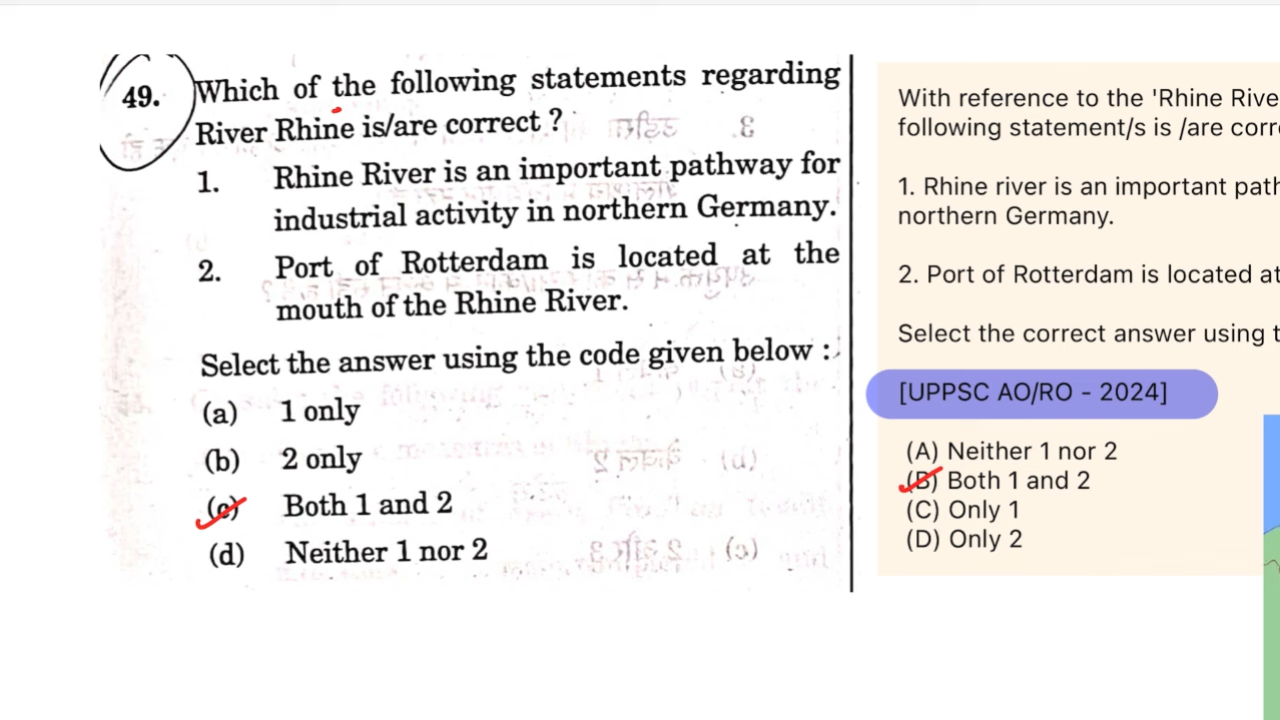 49. Which of the following statements regarding
River Rhine is/are correct ?
1. Rhine River is an important pathway for
industrial activity in northern Germany.
2. Port of Rotterdam is located at the
mouth of the Rhine River.
Select the answer using the code given below :
(a) 1 only
(b) 2 only
(c) Both 1 and 2
(d) Neither 1 nor 2
With reference to the 'Rhine
following statement/s is /are
1. Rhine river is an important
northern Germany.
2. Port of Rotterdam is located at
Select the correct answer using
[UPPSC AO/RO - 2024]
(A) Neither 1 nor 2
(B) Both 1 and 2
(C) Only 1
(D) Only 2